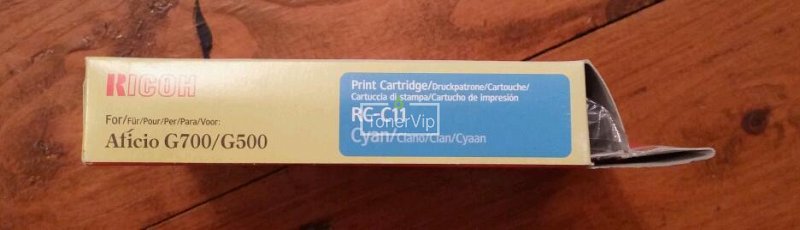 RICOH
For/Für/Pour/Per/Para/Voor:
Aficio G700/G500
Print Cartridge/Druckpatrone/Cartouche/
Cartuccia di stampa/Cartucho de impresión
RC-C11
TonerVip
Cyan/Ciano/Cian/Cyaan